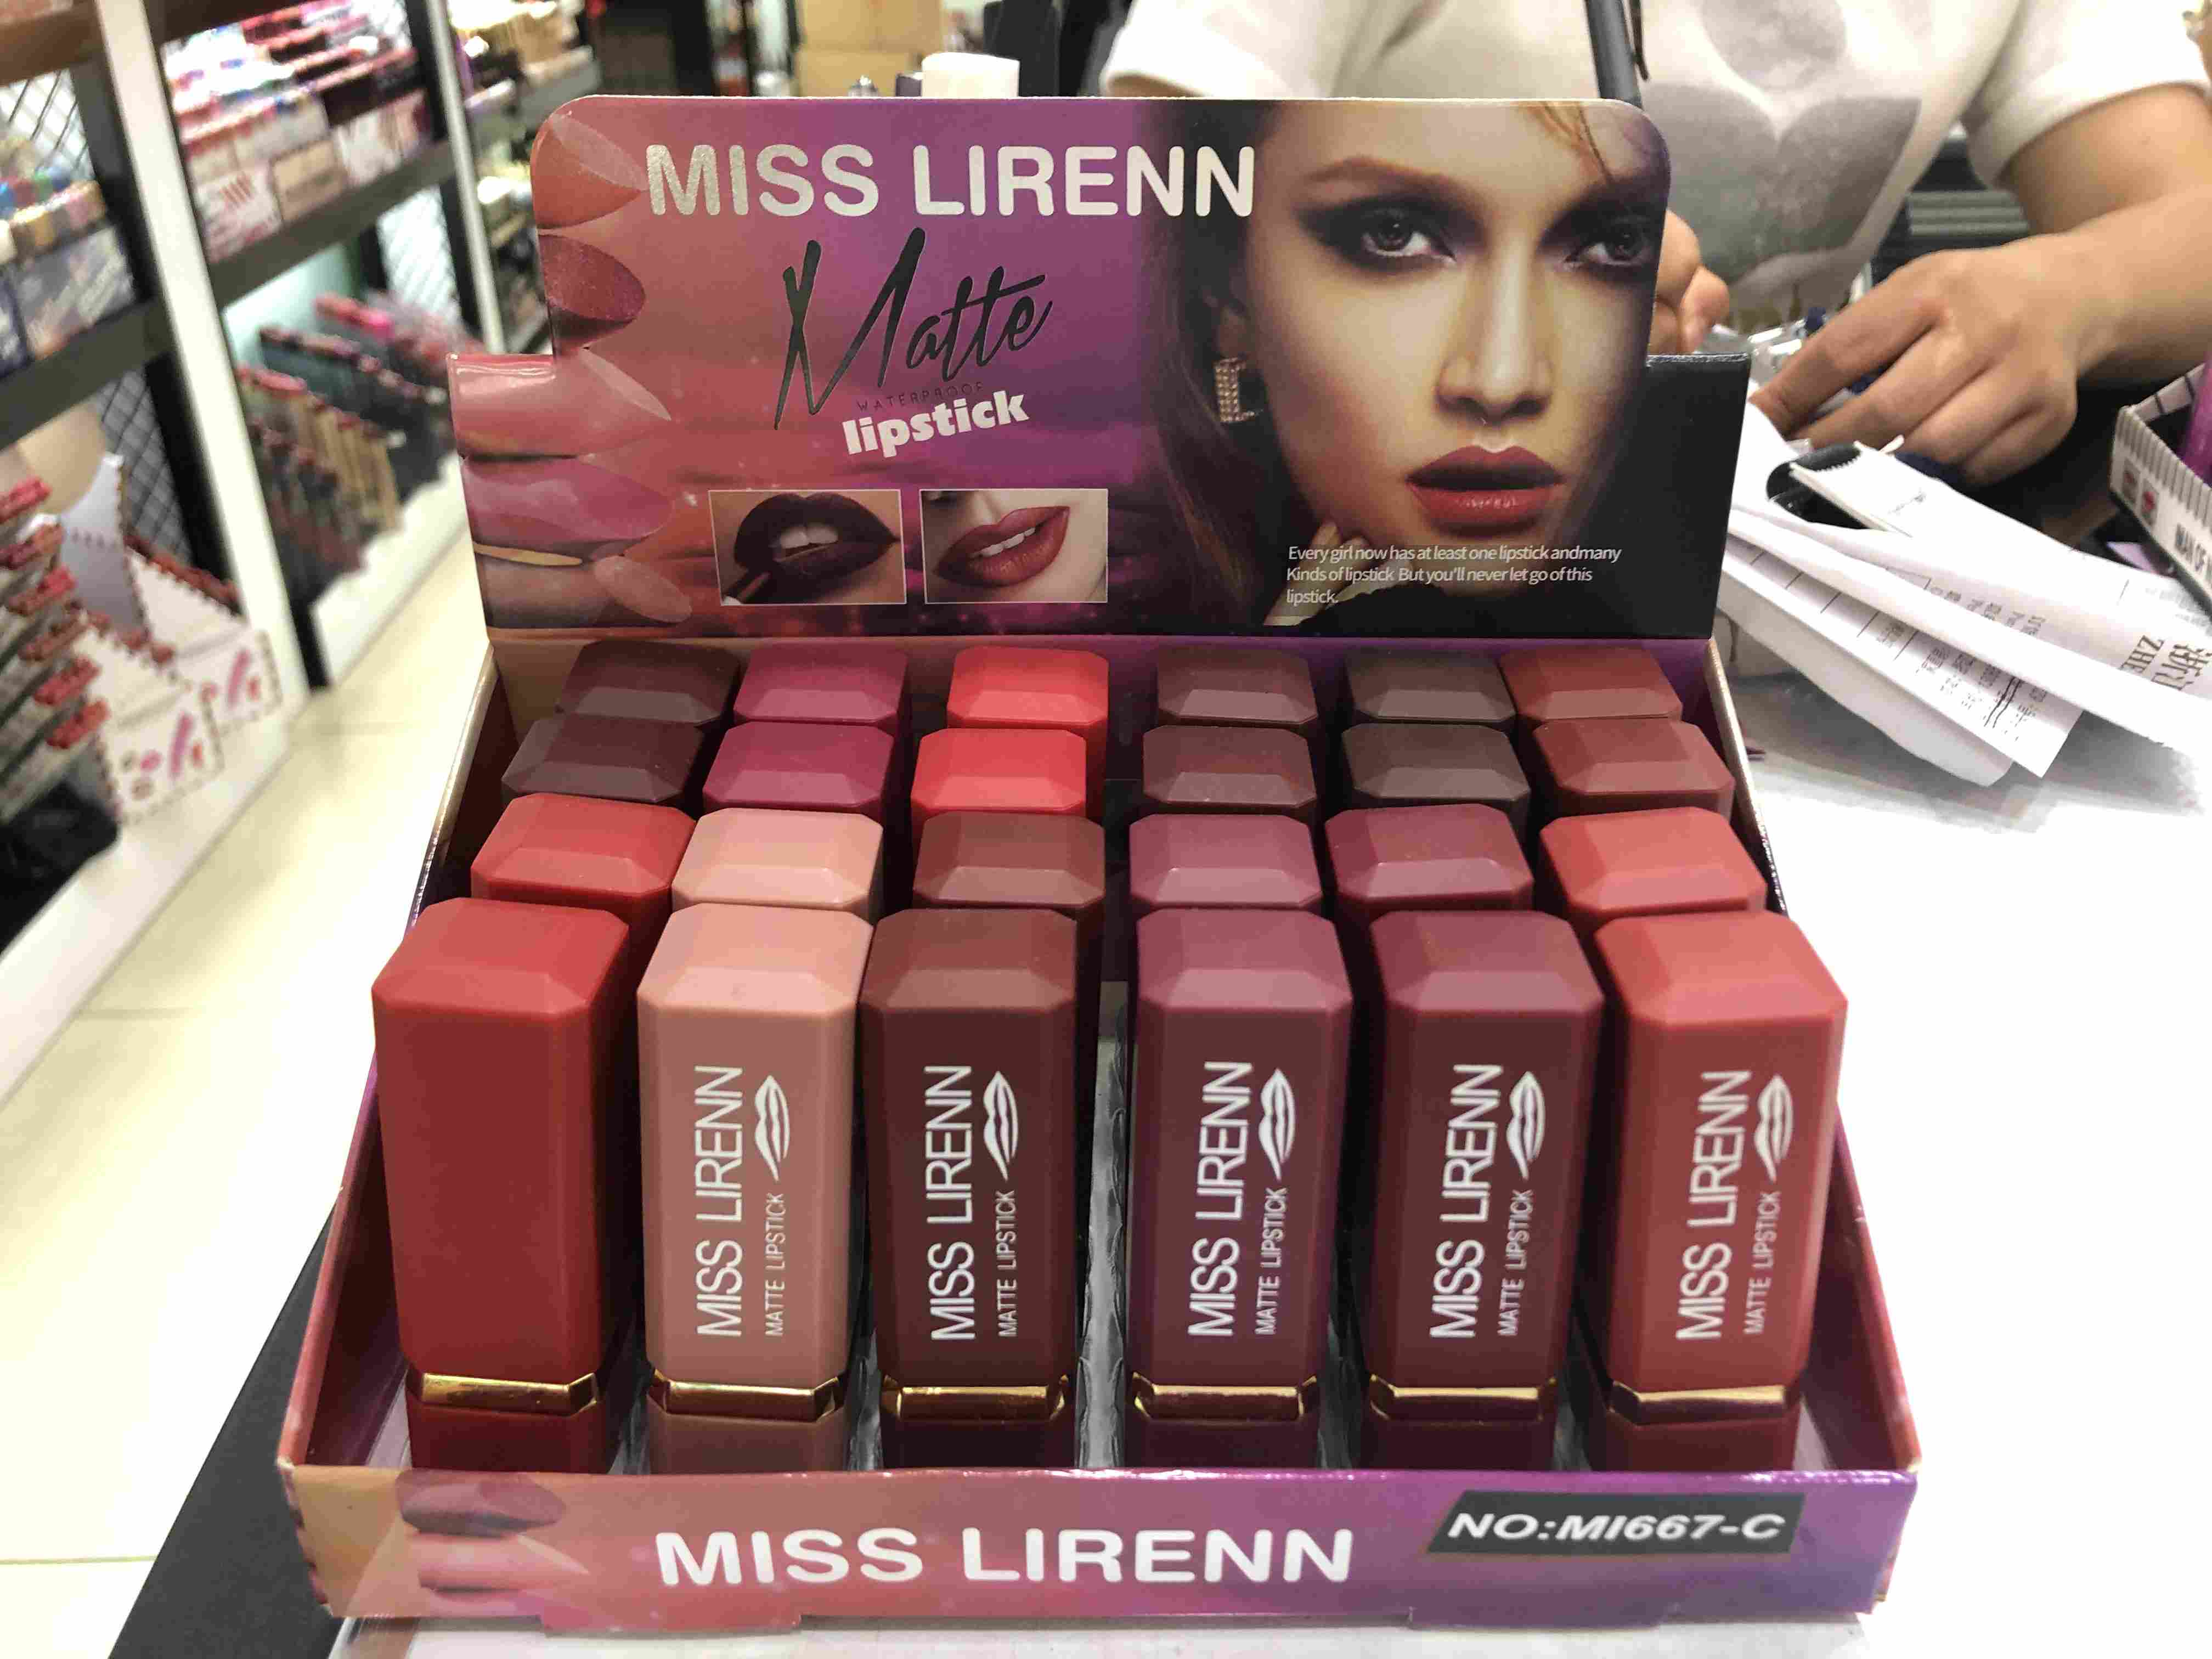 MISS LIRENN
Matte
WATERPROOF
lipstick
Every girl now has at least one lipstick andmany
Kinds of lipstick But you'll never let go of this
lipstick.
MISS LIRENN
MATTE LIPSTICK
MISS LIRENN
MATTE LIPSTICK
MISS LIRENN
MATTE LIPSTICK
MISS LIRENN
MATTE LIPSTICK
MISS LIRENN
MATTE LIPSTICK
MISS LIRENN
NO:MI667-C